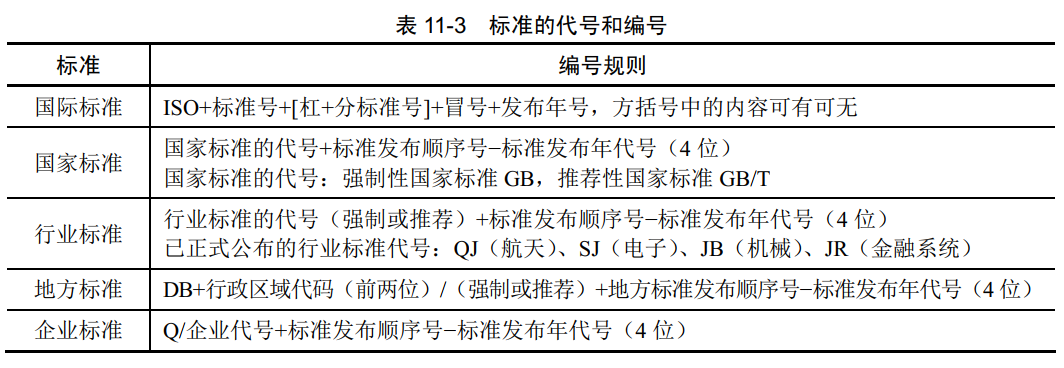 表 11-3 标准的代号和编号
标准 编号规则
国际标准 ISO+标准号+[杠+分标准号]+冒号+发布年号，方括号中的内容可有可无
国家标准 国家标准的代号+标准发布顺序号−标准发布年代号（4 位）
国家标准的代号：强制性国家标准 GB，推荐性国家标准 GB/T
行业标准 行业标准的代号（强制或推荐）+标准发布顺序号−标准发布年代号（4 位）
已正式公布的行业标准代号：QJ（航天）、SJ（电子）、JB（机械）、JR（金融系统）
地方标准 DB+行政区域代码（前两位）/（强制或推荐）+地方标准发布顺序号−标准发布年代号（4 位）
企业标准 Q/企业代号+标准发布顺序号−标准发布年代号（4 位）